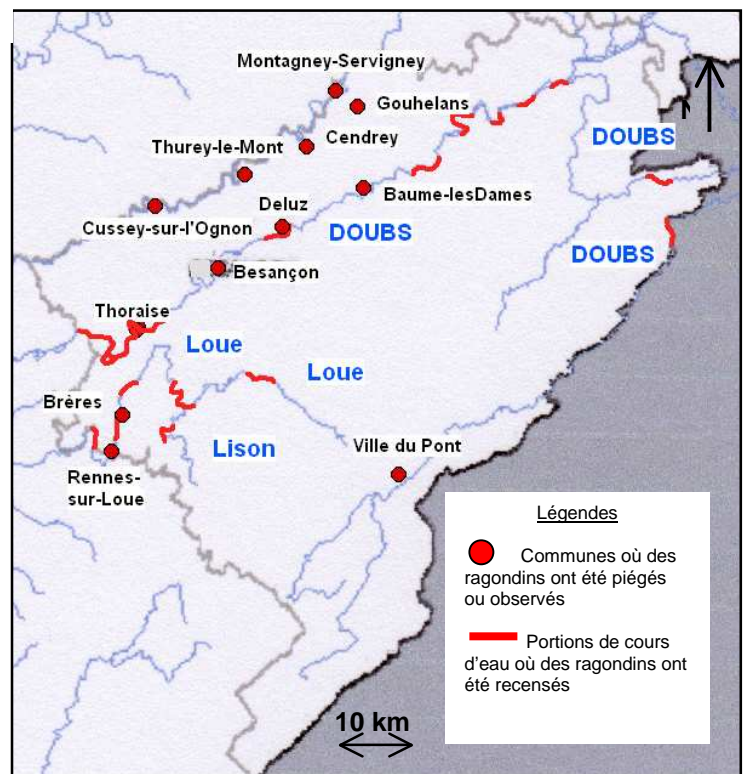 Montagney-Servigney
Gouhelans
Cendrey
Thurey-le-Mont
DOUBS
Baume-lesDames
Deluz
Cussey-sur-l'Ognon
DOUBS
DOUBS
Besançon
Thoraise
Loue
Loue
Brères
Lison
Ville du Pont
Rennes-
sur-Loue
Légendes
Communes où des
ragondins ont été piégés
ou observés
Portions de cours
d'eau où des ragondins ont
été recensés
10 km